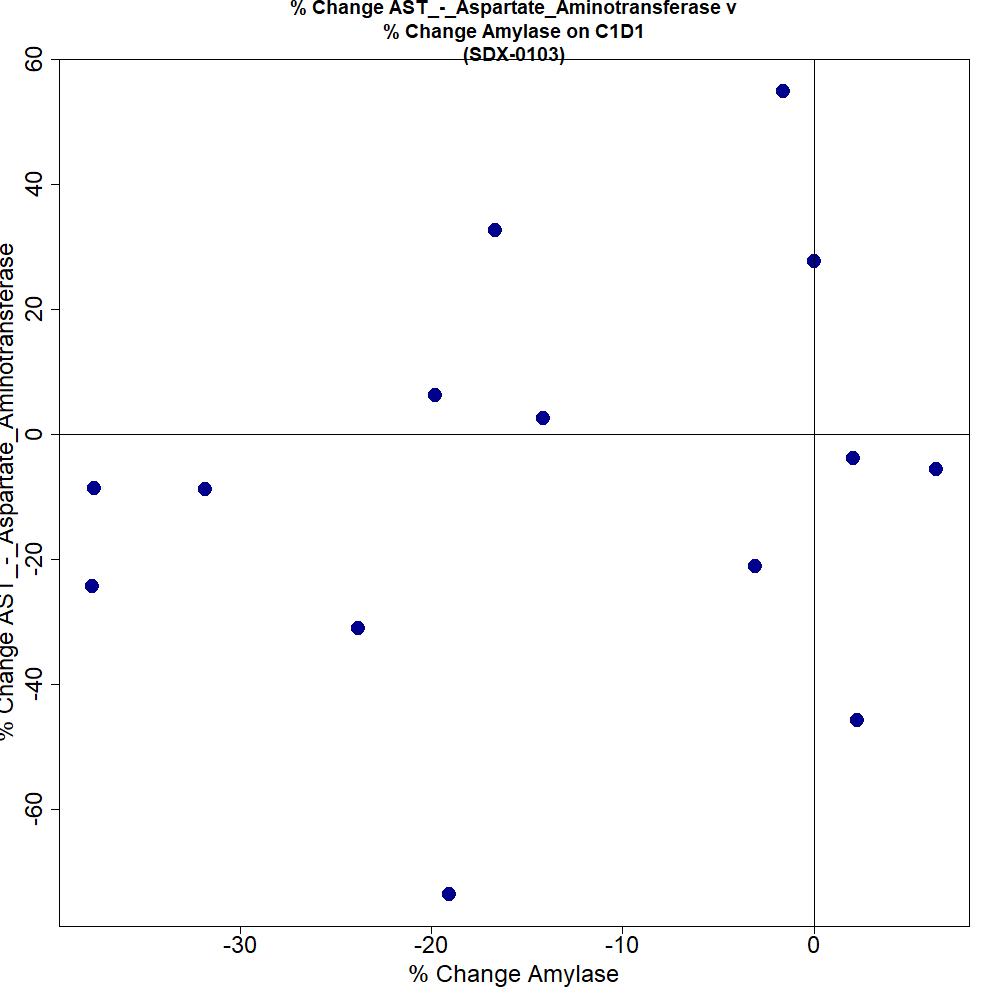 % Change AST_-_Aspartate_Aminotransferase v
% Change Amylase on C1D1
(SDX-0103)
% Change AST_-_Aspartate_Aminotransferase
60
40
20
0
-20
-40
-60
-30
-20
-10
0
% Change Amylase